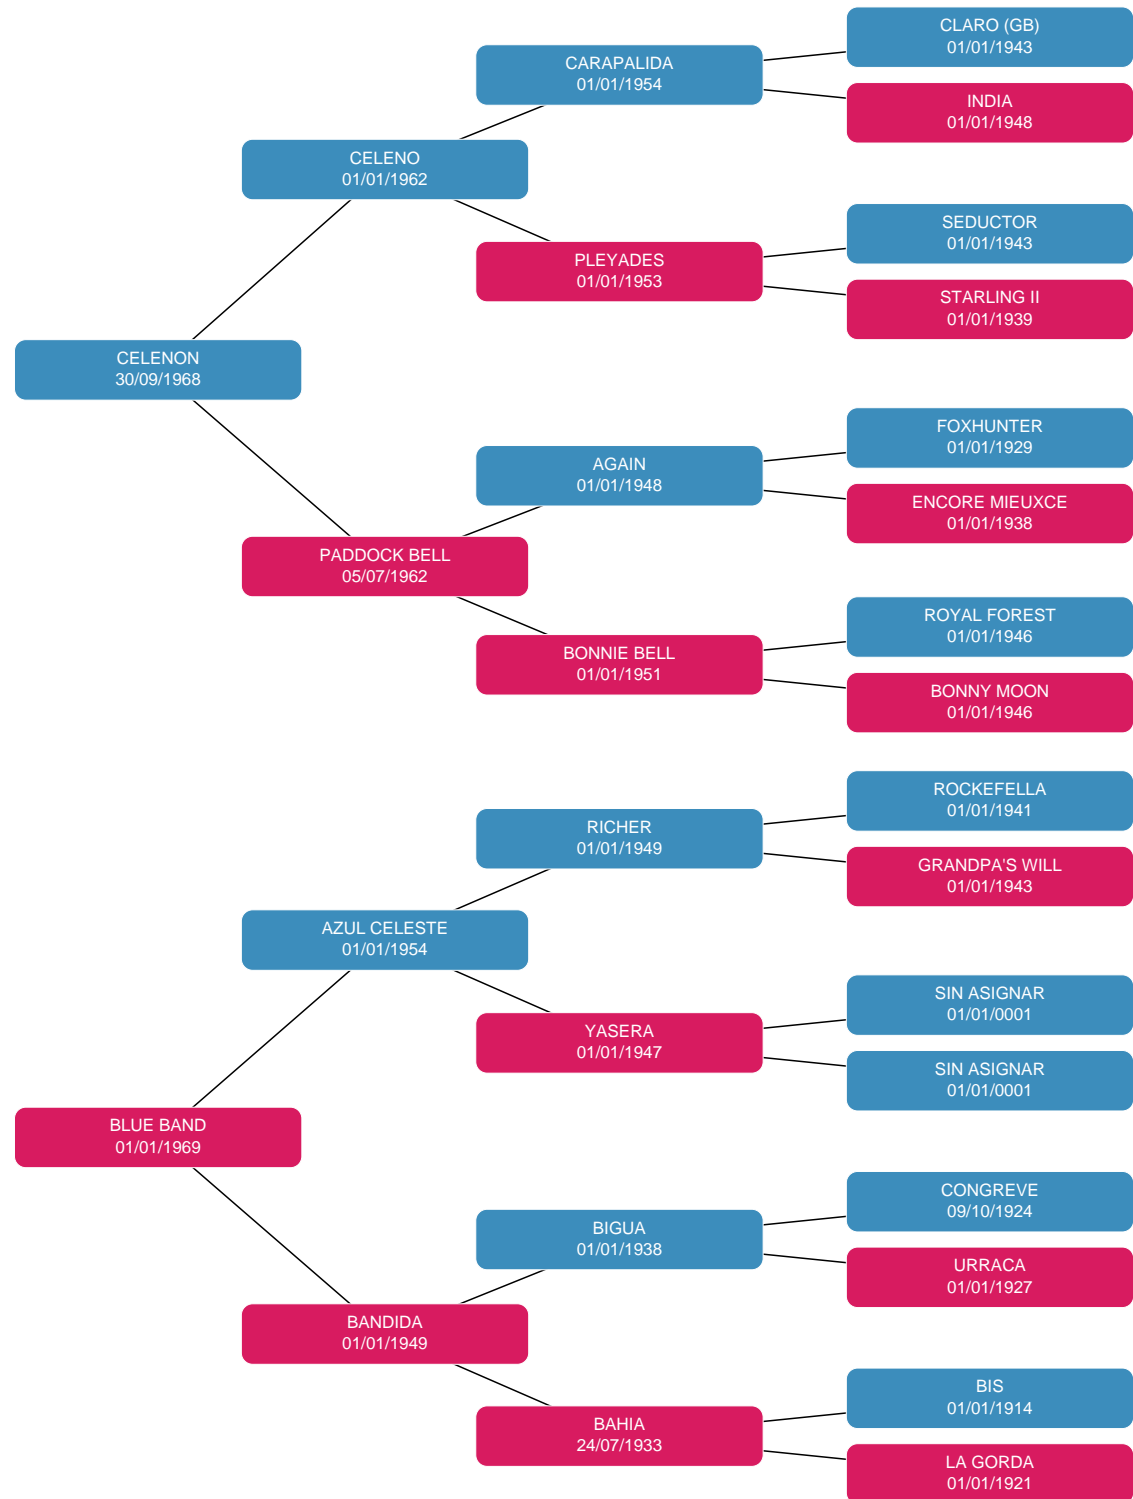 CLARO (GB)
01/01/1943
CARAPALIDA
01/01/1954
INDIA
01/01/1948
CELENO
01/01/1962
SEDUCTOR
01/01/1943
PLEYADES
01/01/1953
STARLING II
01/01/1939
CELENON
30/09/1968
FOXHUNTER
01/01/1929
AGAIN
01/01/1948
ENCORE MIEUXCE
01/01/1938
PADDOCK BELL
05/07/1962
ROYAL FOREST
01/01/1946
BONNIE BELL
01/01/1951
BONNY MOON
01/01/1946
ROCKEFELLA
01/01/1941
RICHER
01/01/1949
GRANDPA'S WILL
01/01/1943
AZUL CELESTE
01/01/1954
SIN ASIGNAR
01/01/0001
YASERA
01/01/1947
SIN ASIGNAR
01/01/0001
BLUE BAND
01/01/1969
CONGREVE
09/10/1924
BIGUA
01/01/1938
URRACA
01/01/1927
BANDIDA
01/01/1949
BIS
01/01/1914
BAHIA
24/07/1933
LA GORDA
01/01/1921